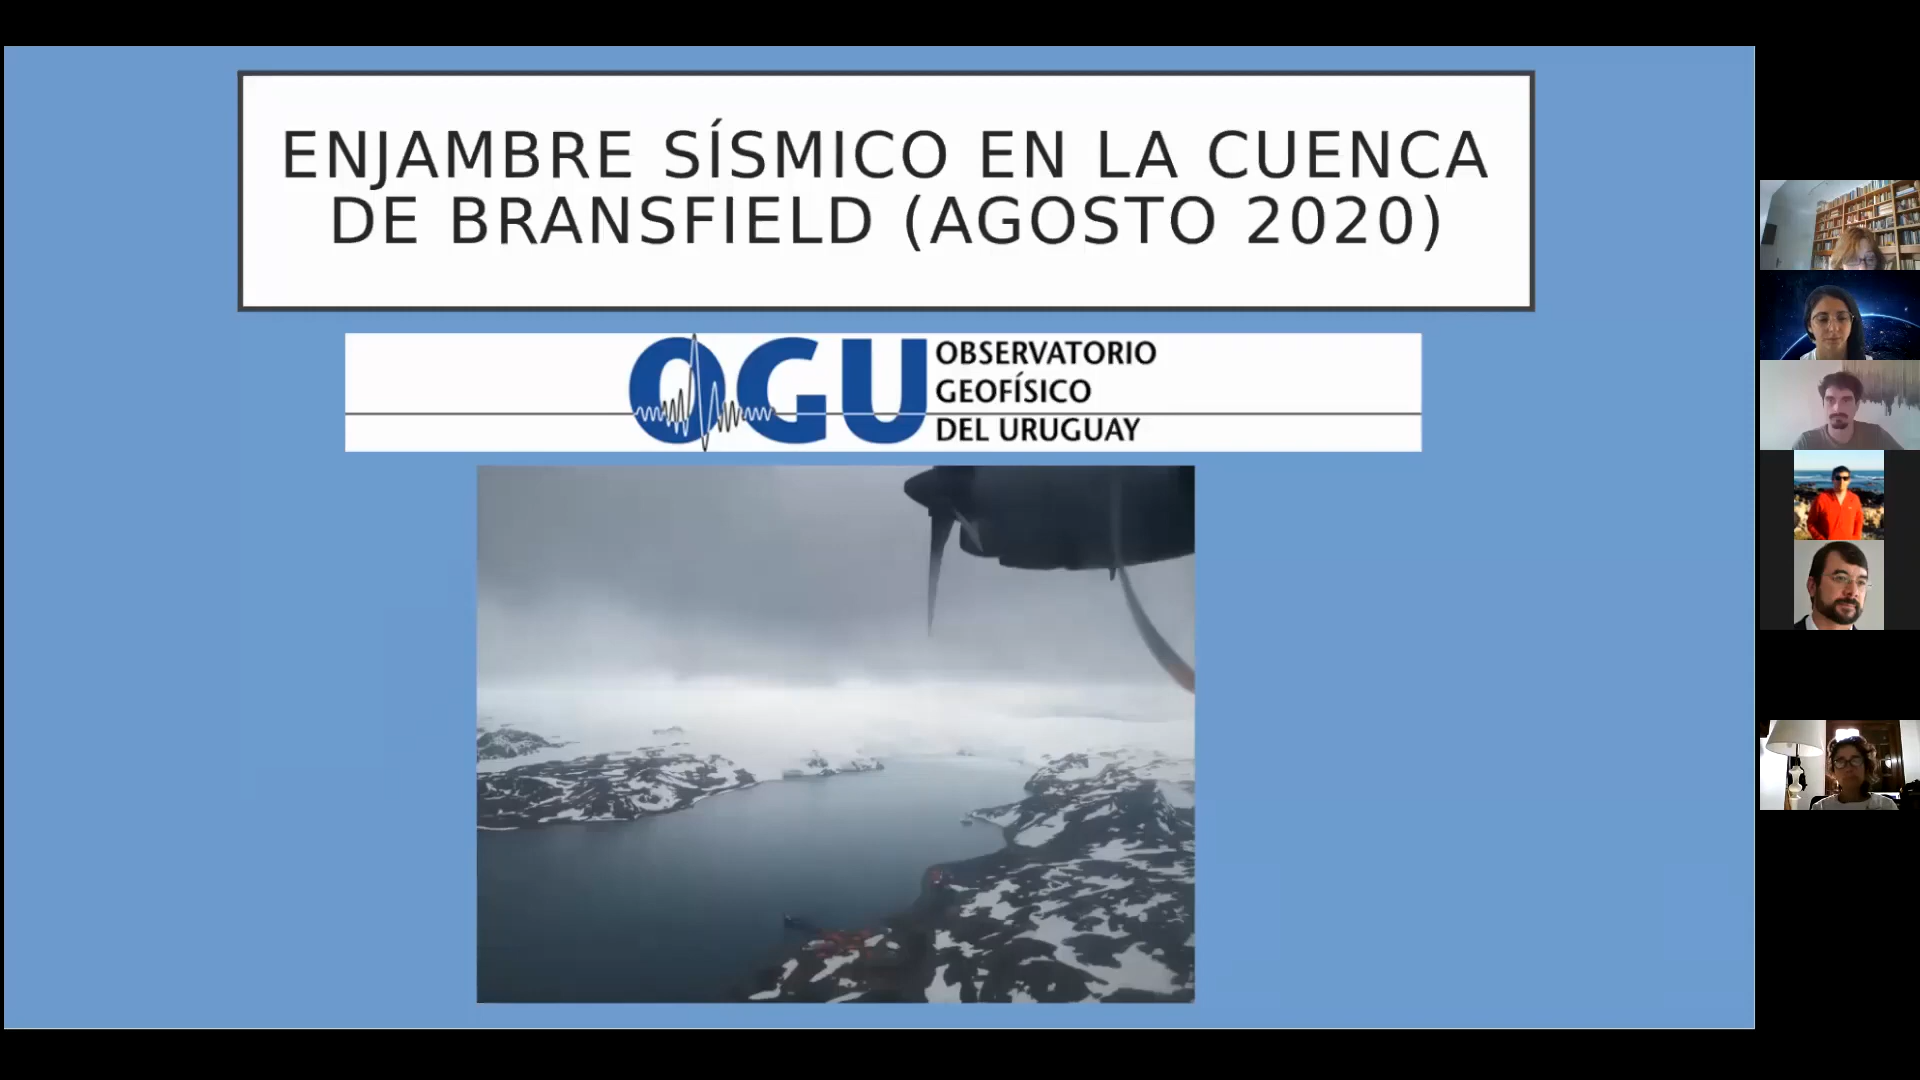 ENJAMBRE SÍSMICO EN LA CUENCA
DE BRANSFIELD (AGOSTO 2020)
OGU
OBSERVATORIO
GEOFÍSICO
DEL URUGUAY